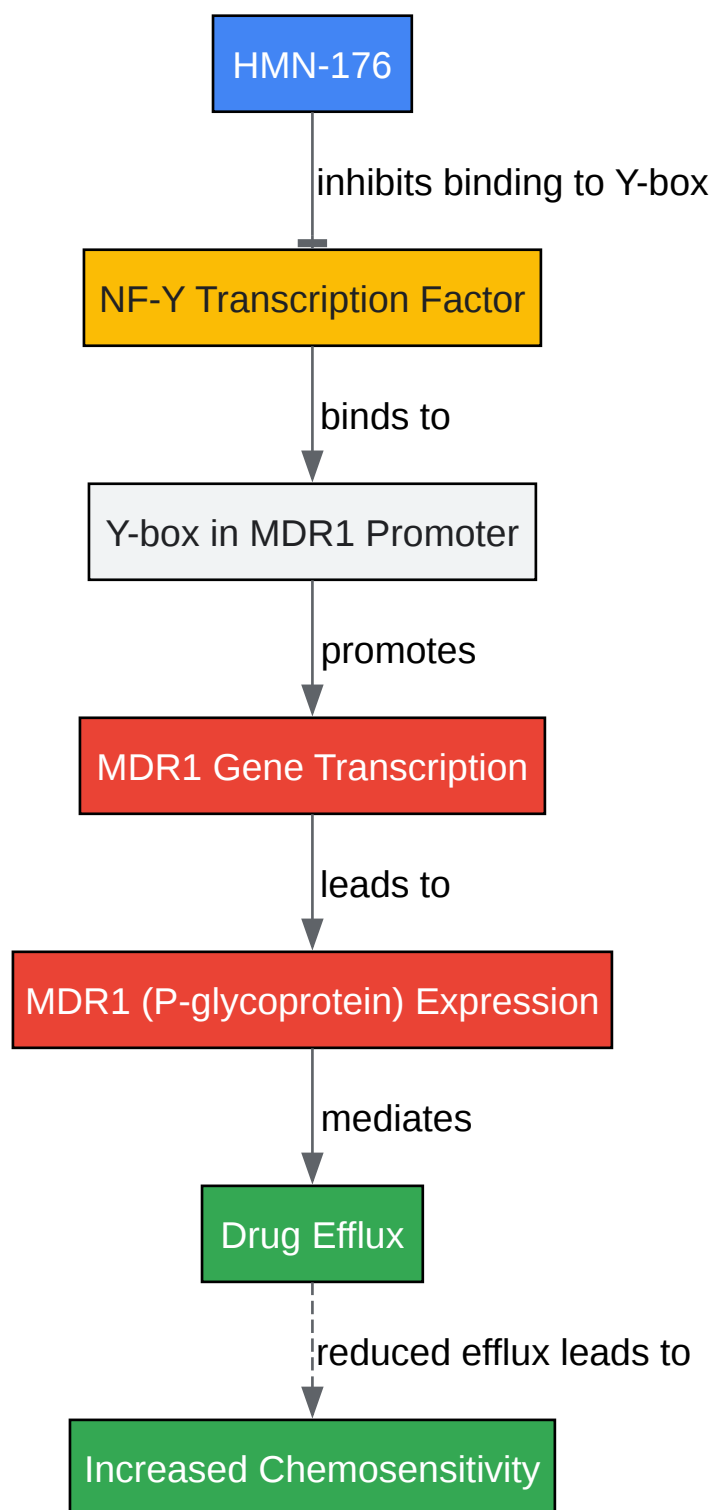 HMN-176
inhibits binding to Y-box
NF-Y Transcription Factor
binds to
Y-box in MDR1 Promoter
promotes
MDR1 Gene Transcription
leads to
MDR1 (P-glycoprotein) Expression
mediates
Drug Efflux
reduced efflux leads to
Increased Chemosensitivity